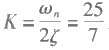 K = ωₙ / 2ζ = 25 / 7